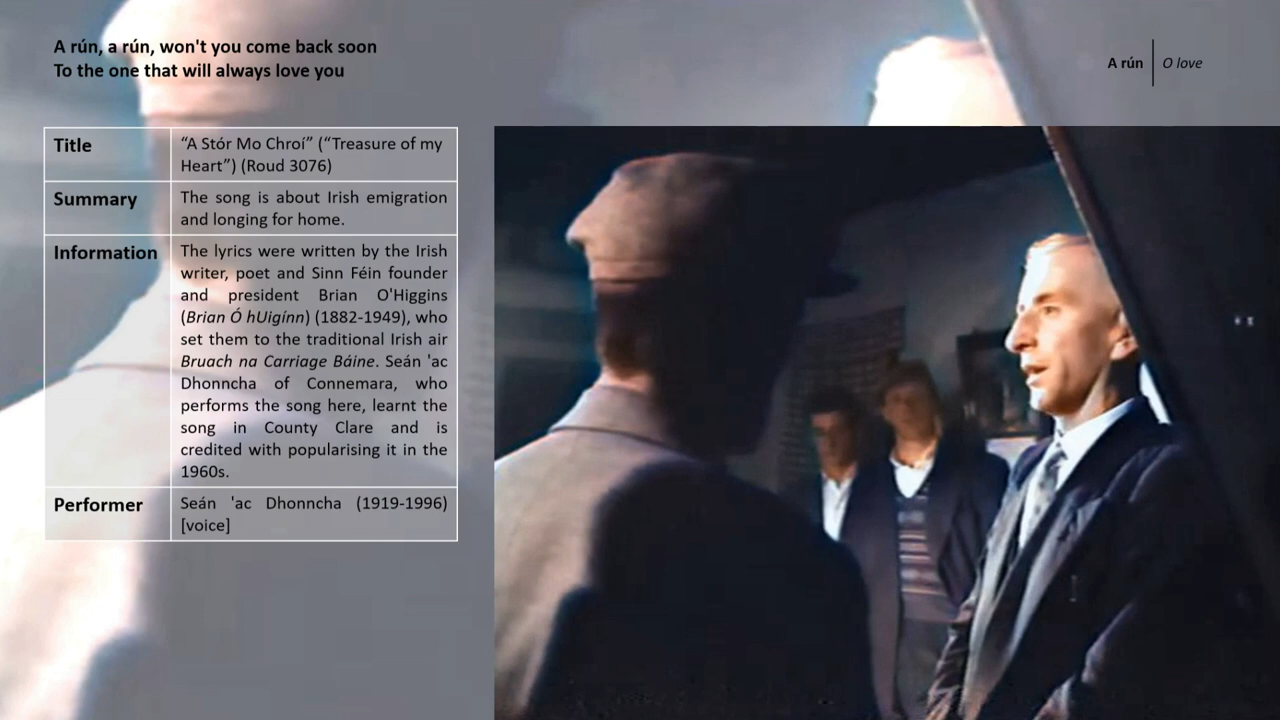 A rún, a rún, won't you come back soon
To the one that will always love you
A rún
O love
Title
“A Stór Mo Chroí” (“Treasure of my
Heart”) (Roud 3076)
Summary
The song is about Irish emigration
and longing for home.
Information
The lyrics were written by the Irish
writer, poet and Sinn Féin founder
and president Brian O'Higgins
(Brian Ó hUigínn) (1882-1949), who
set them to the traditional Irish air
Bruach na Carriage Báine. Seán 'ac
Dhonncha of Connemara, who
performs the song here, learnt the
song in County Clare and is
credited with popularising it in the
1960s.
Performer
Seán 'ac Dhonncha (1919-1996)
[voice]